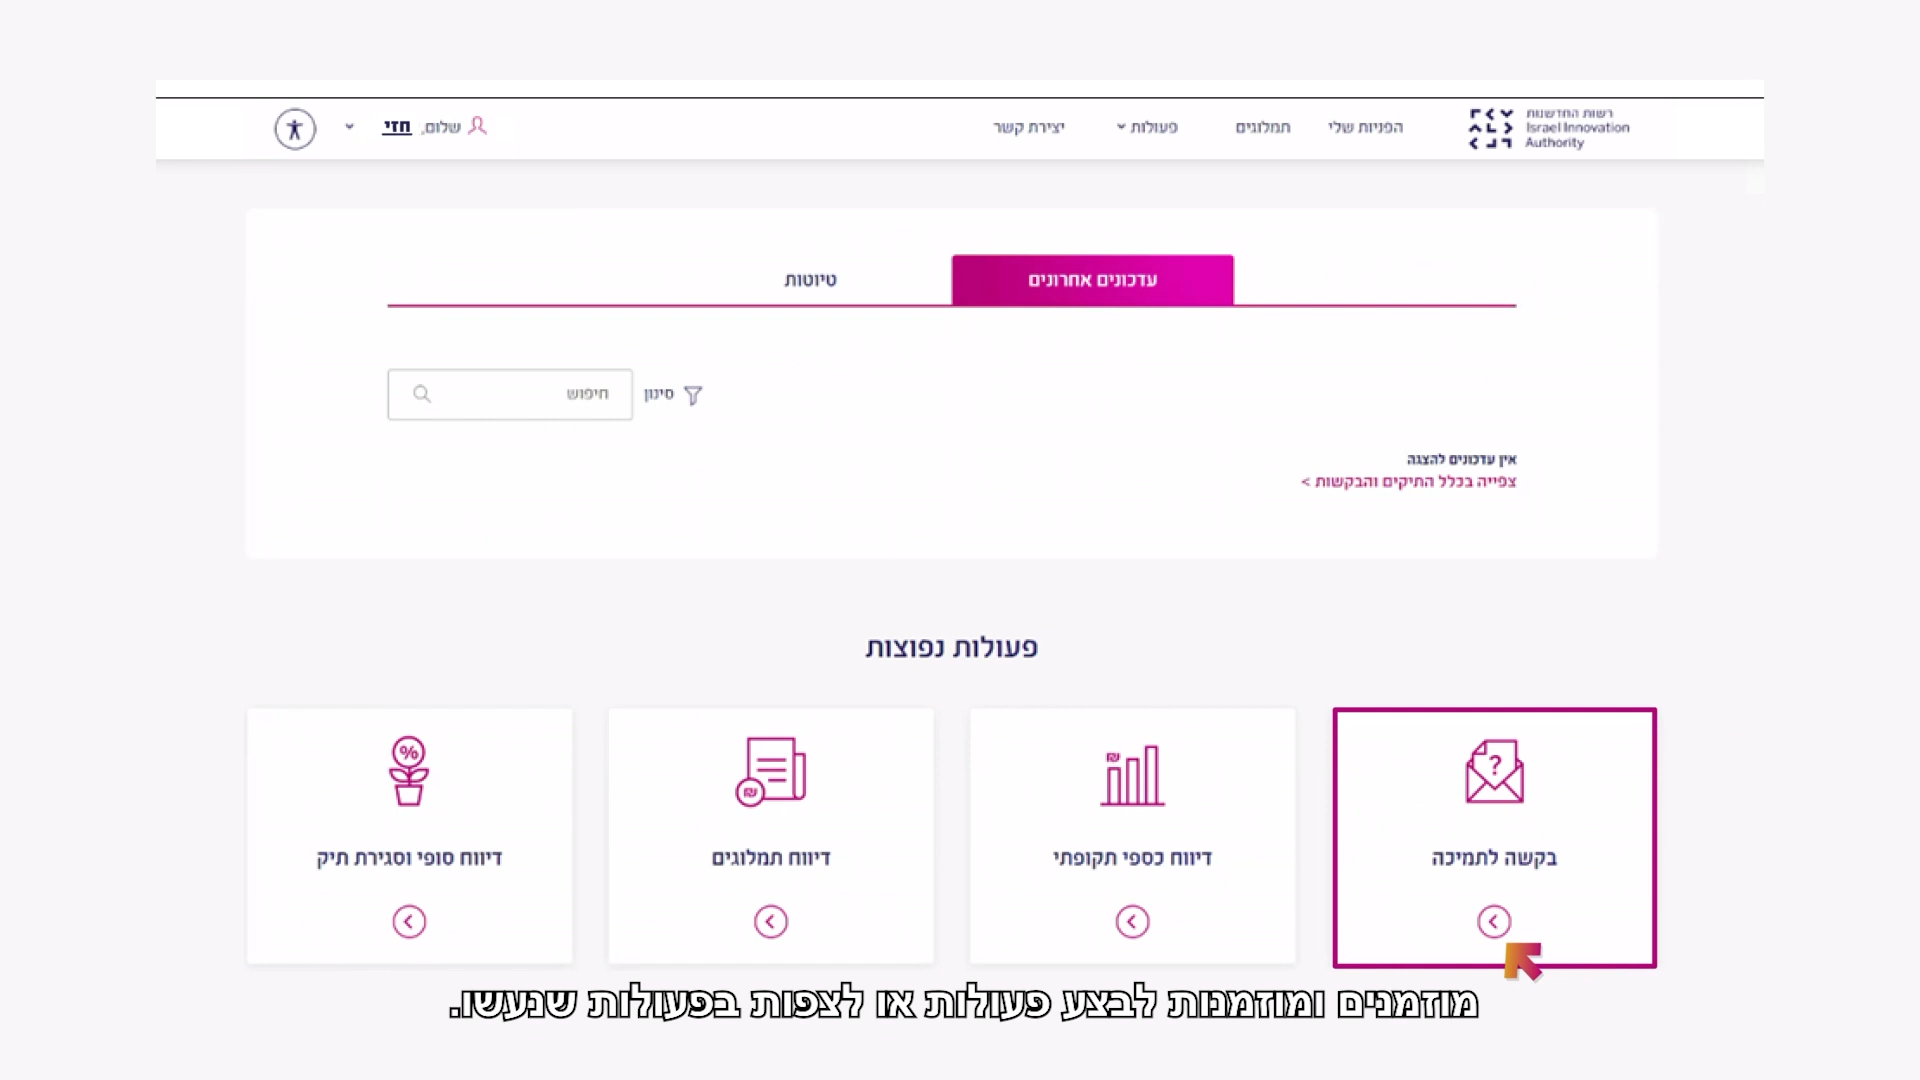 רשות החדשנות
Israel Innovation
Authority
הפניות שלי
תמלוגים
פעולות
יצירת קשר
שלום, חזי
עדכונים אחרונים
טיוטות
סינון
חיפוש
אין עדכונים להצגה
צפייה בכלל התיקים והבקשות >
פעולות נפוצות
בקשה לתמיכה
דיווח כספי תקופתי
דיווח תמלוגים
דיווח סופי וסגירת תיק
מוזמנים ומוזמנות לבצע פעולות או לצפות בפעולות שנעשו.